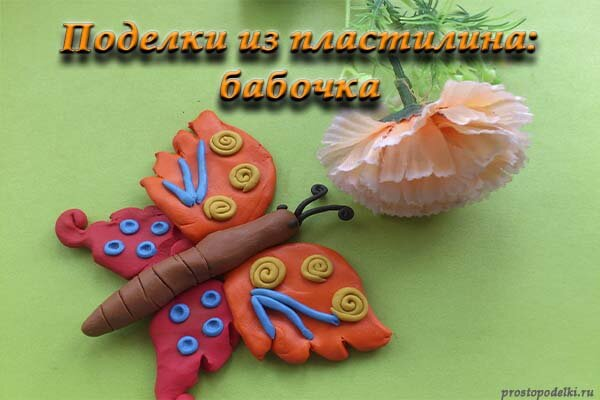 Поделки из пластилина:
бабочка
prostopodelki.ru